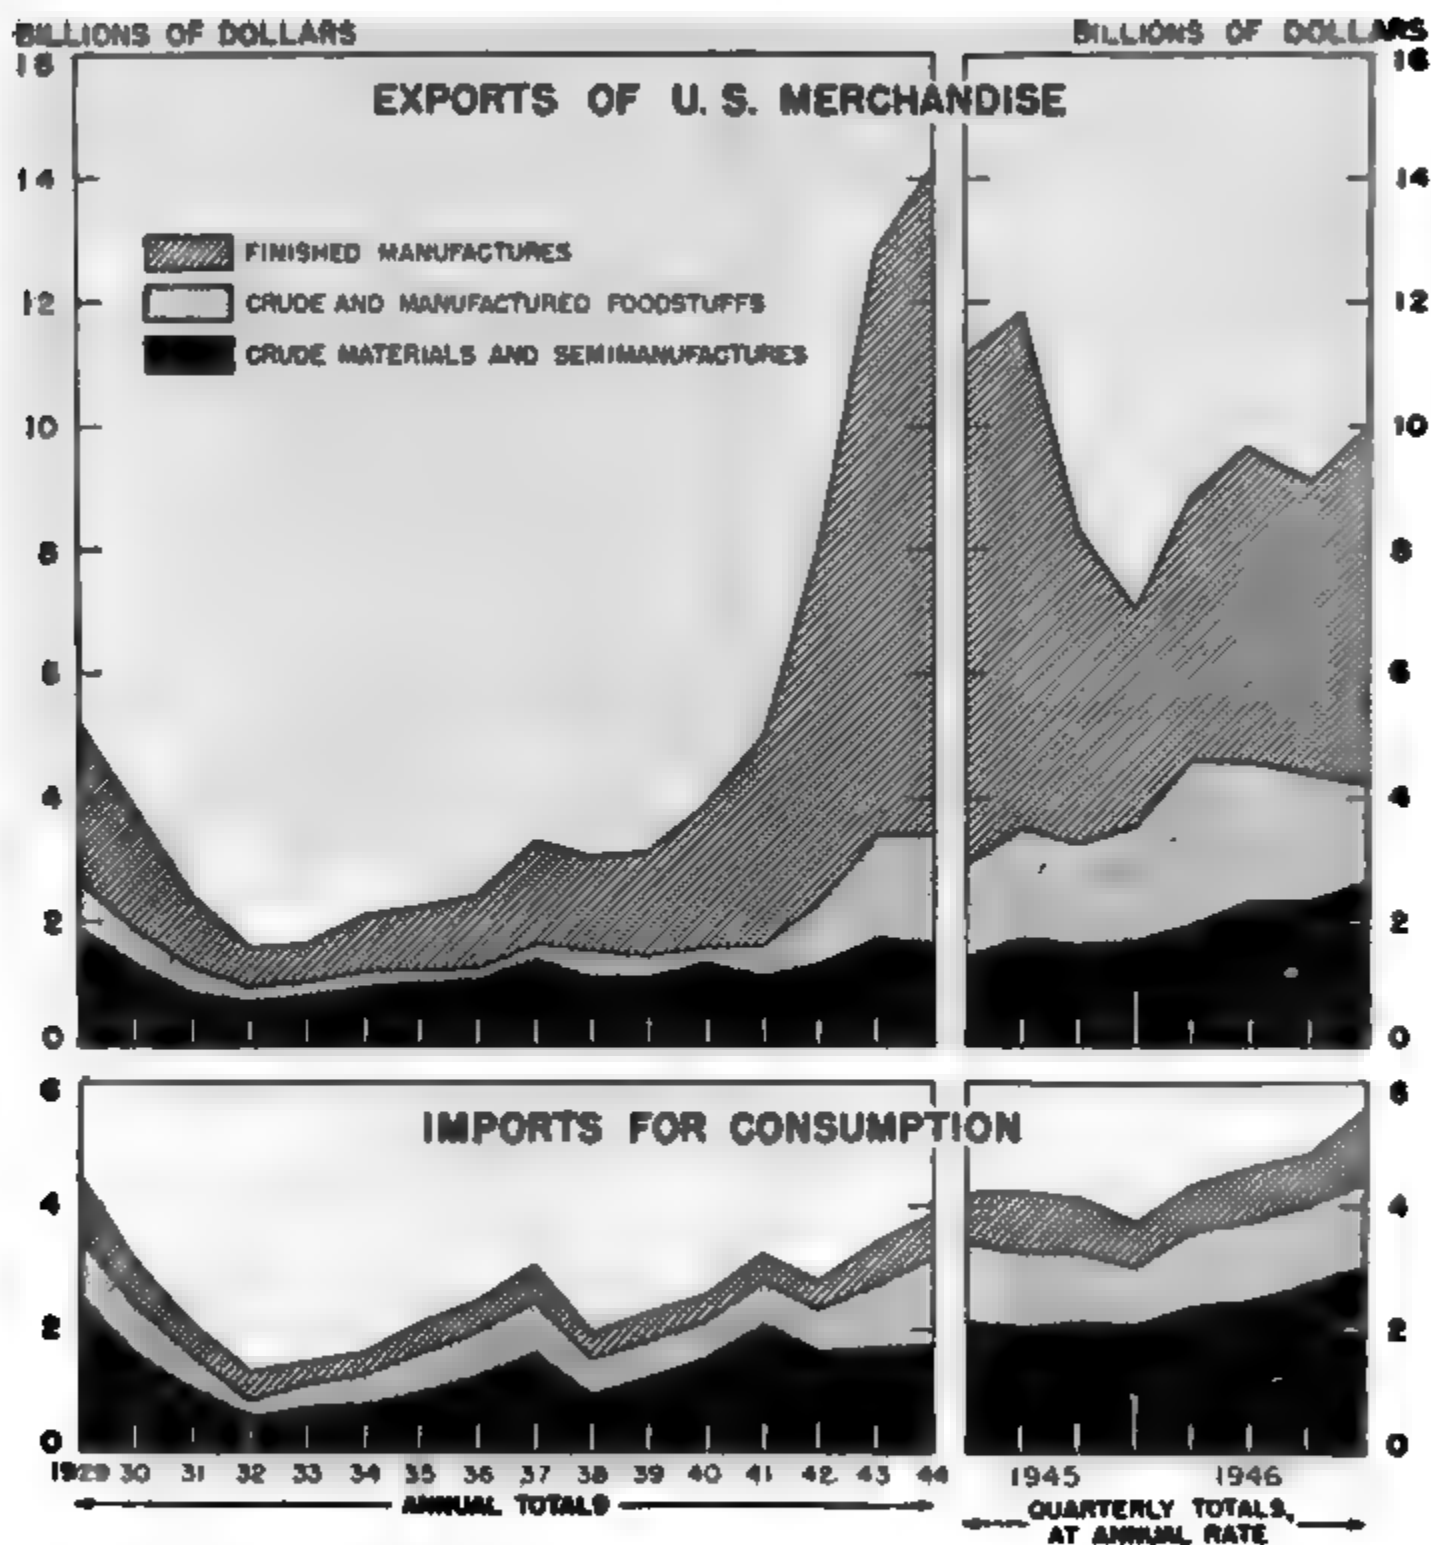 BILLIONS OF DOLLARS
BILLIONS OF DOLLARS
EXPORTS OF U. S. MERCHANDISE
16
14
12
10
8
6
4
2
0
16
14
12
10
8
6
4
2
0
FINISHED MANUFACTURES
CRUDE AND MANUFACTURED FOODSTUFFS
CRUDE MATERIALS AND SEMIMANUFACTURES
IMPORTS FOR CONSUMPTION
6
4
2
0
6
4
2
0
1929 30 31 32 33 34 35 36 37 38 39 40 41 42 43 44
1945 1946
ANNUAL TOTALS
QUARTERLY TOTALS,
AT ANNUAL RATE